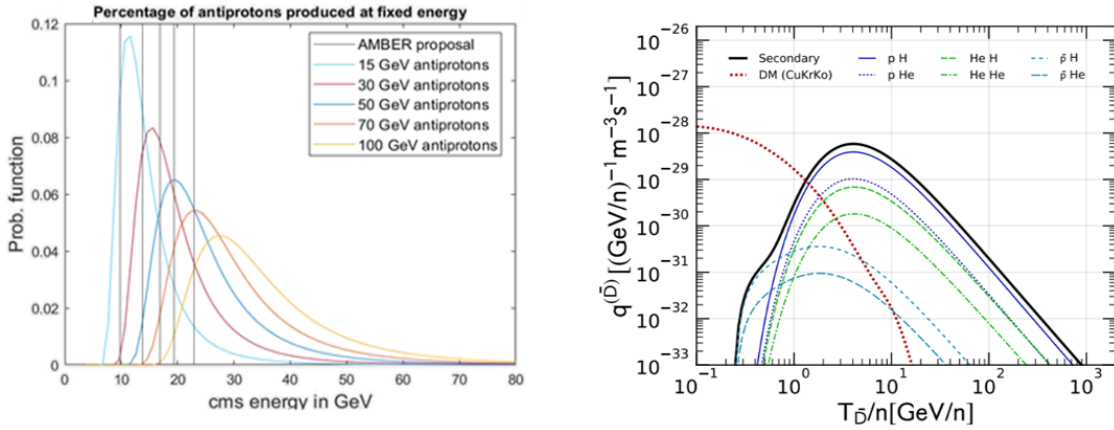 Percentage of antiprotons produced at fixed energy
0.12
0.1
0.08
0.06
0.04
0.02
0
Prob. function
AMBER proposal
15 GeV antiprotons
30 GeV antiprotons
50 GeV antiprotons
70 GeV antiprotons
100 GeV antiprotons
0 10 20 30 40 50 60 70 80
cms energy in GeV
10⁻²⁶
10⁻²⁷
10⁻²⁸
10⁻²⁹
10⁻³⁰
10⁻³¹
10⁻³²
10⁻³³
q⁽ᴰ̄⁾ [(GeV/n)⁻¹m⁻³s⁻¹]
Secondary p H He H p̄ H
DM (CuKrKo) p He He He p̄ He
10⁻¹ 10⁰ 10¹ 10² 10³
T_D̄/n[GeV/n]